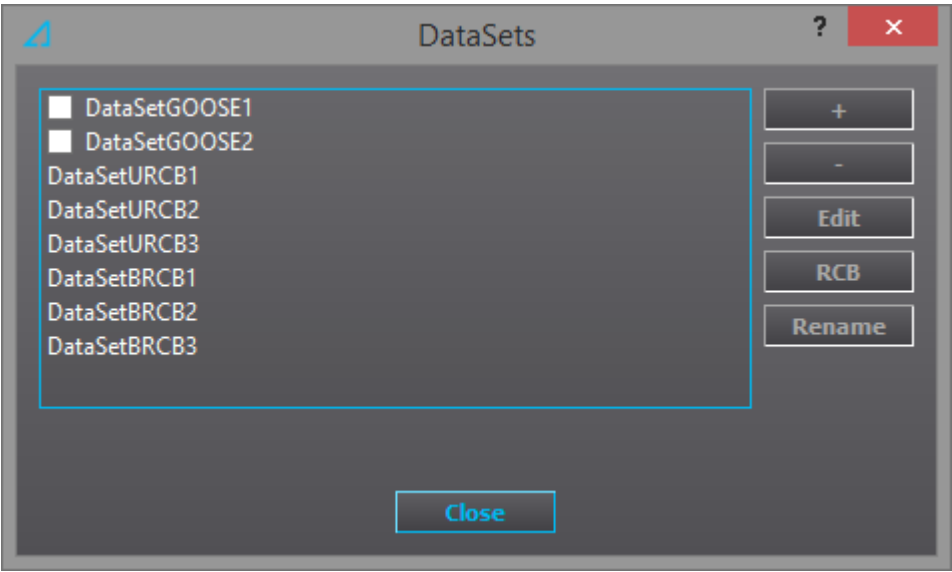 DataSets
?
×
DataSetGOOSE1
DataSetGOOSE2
DataSetURCB1
DataSetURCB2
DataSetURCB3
DataSetBRCB1
DataSetBRCB2
DataSetBRCB3
+
-
Edit
RCB
Rename
Close